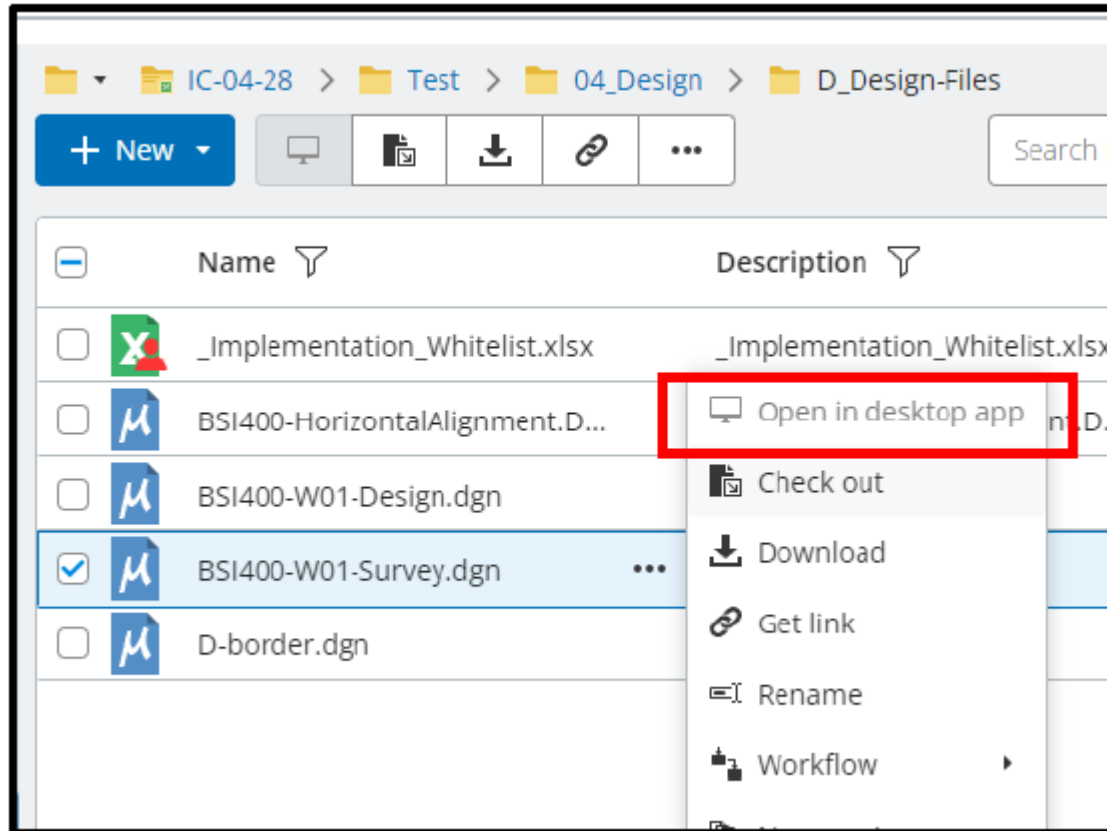 IC-04-28 > Test > 04_Design > D_Design-Files
+ New
Search
Name Description
_Implementation_Whitelist.xlsx _Implementation_Whitelist.xlsx
BSI400-HorizontalAlignment.D...
Open in desktop app
Check out
BSI400-W01-Design.dgn
Download
BSI400-W01-Survey.dgn ...
Get link
D-border.dgn
Rename
Workflow